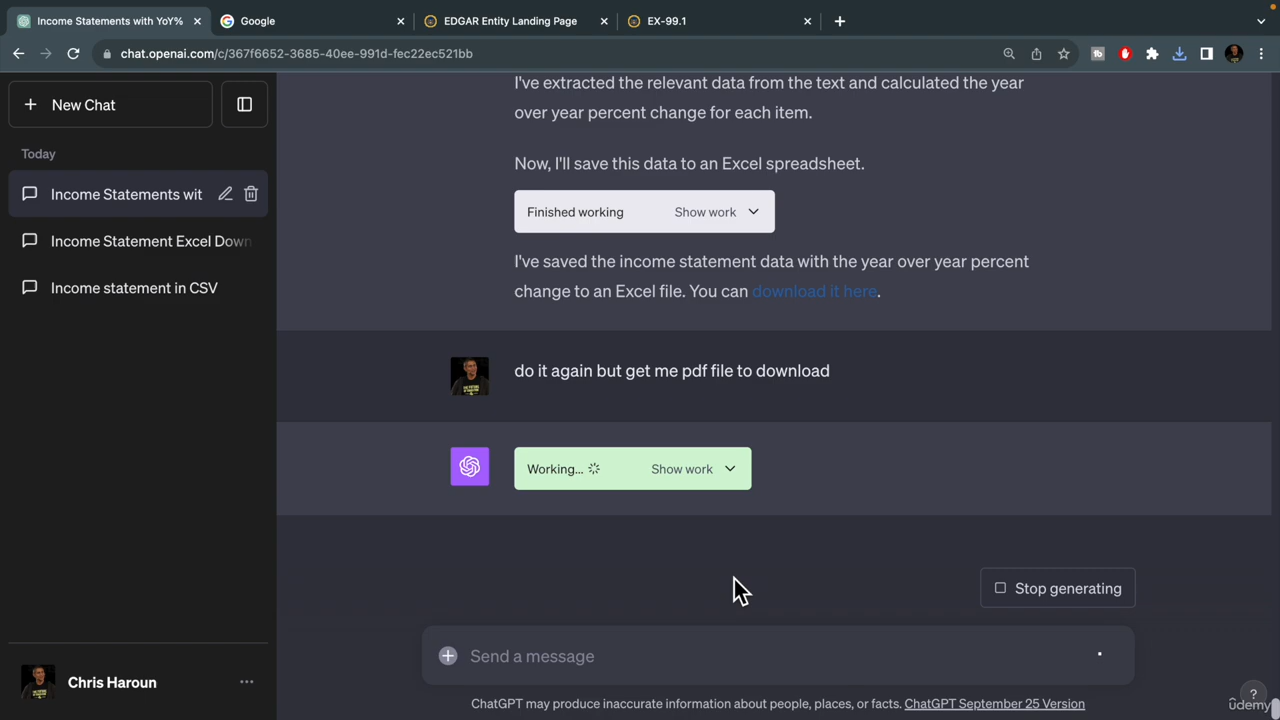 Income Statements with YoY%
Google
EDGAR Entity Landing Page
EX-99.1
chat.openai.com/c/367f6652-3685-40ee-991d-fec22ec521bb
New Chat
Today
Income Statements wit
Income Statement Excel Down
Income statement in CSV
Chris Haroun
I've extracted the relevant data from the text and calculated the year
over year percent change for each item.
Now, I'll save this data to an Excel spreadsheet.
Finished working Show work
I've saved the income statement data with the year over year percent
change to an Excel file. You can download it here.
do it again but get me pdf file to download
Working... Show work
Stop generating
Send a message
ChatGPT may produce inaccurate information about people, places, or facts. ChatGPT September 25 Version
?
ûdemy